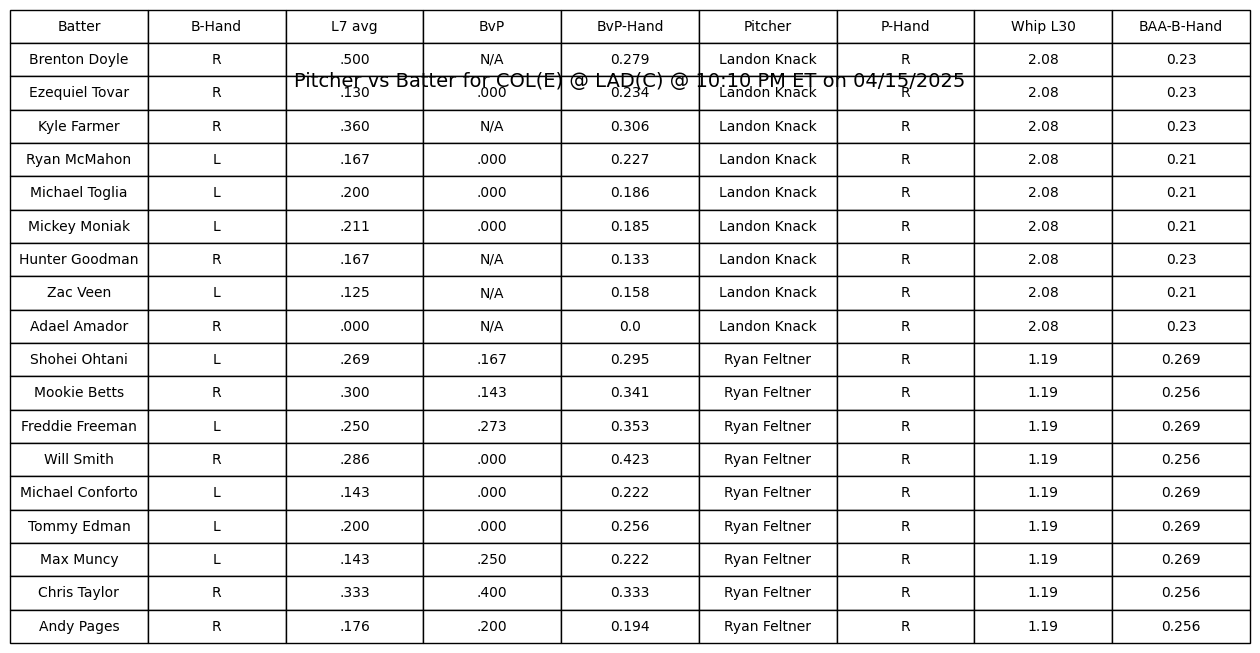 Batter B-Hand L7 avg BvP BvP-Hand Pitcher P-Hand Whip L30 BAA-B-Hand
Brenton Doyle R .500 N/A 0.279 Landon Knack R 2.08 0.23
Pitcher vs Batter for COL(E) @ LAD(C) @ 10:10 PM ET on 04/15/2025
Ezequiel Tovar R .130 .000 0.234 Landon Knack R 2.08 0.23
Kyle Farmer R .360 N/A 0.306 Landon Knack R 2.08 0.23
Ryan McMahon L .167 .000 0.227 Landon Knack R 2.08 0.21
Michael Toglia L .200 .000 0.186 Landon Knack R 2.08 0.21
Mickey Moniak L .211 .000 0.185 Landon Knack R 2.08 0.21
Hunter Goodman R .167 N/A 0.133 Landon Knack R 2.08 0.23
Zac Veen L .125 N/A 0.158 Landon Knack R 2.08 0.21
Adael Amador R .000 N/A 0.0 Landon Knack R 2.08 0.23
Shohei Ohtani L .269 .167 0.295 Ryan Feltner R 1.19 0.269
Mookie Betts R .300 .143 0.341 Ryan Feltner R 1.19 0.256
Freddie Freeman L .250 .273 0.353 Ryan Feltner R 1.19 0.269
Will Smith R .286 .000 0.423 Ryan Feltner R 1.19 0.256
Michael Conforto L .143 .000 0.222 Ryan Feltner R 1.19 0.269
Tommy Edman L .200 .000 0.256 Ryan Feltner R 1.19 0.269
Max Muncy L .143 .250 0.222 Ryan Feltner R 1.19 0.269
Chris Taylor R .333 .400 0.333 Ryan Feltner R 1.19 0.256
Andy Pages R .176 .200 0.194 Ryan Feltner R 1.19 0.256